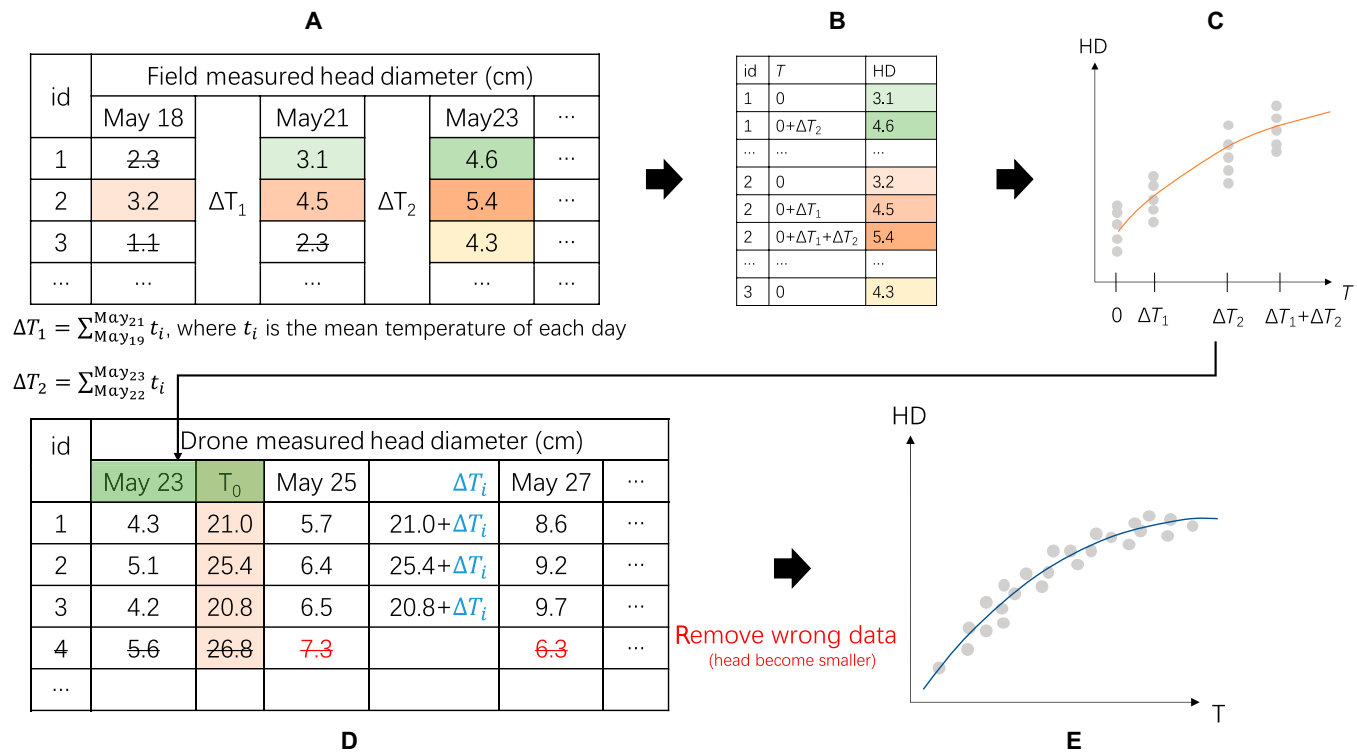 A
B
C
id
Field measured head diameter (cm)
May 18
May21
May23
...
1
2.3
3.1
4.6
...
2
3.2
ΔT₁
4.5
ΔT₂
5.4
...
3
1.1
2.3
4.3
...
...
...
...
...
ΔT₁ = ∑_{May₁₉}^{May₂₁} tᵢ, where tᵢ is the mean temperature of each day
ΔT₂ = ∑_{May₂₂}^{May₂₃} tᵢ
id T HD
1 0 3.1
1 0+ΔT₂ 4.6
... ... ...
2 0 3.2
2 0+ΔT₁ 4.5
2 0+ΔT₁+ΔT₂ 5.4
... ... ...
3 0 4.3
HD
T
0 ΔT₁ ΔT₂ ΔT₁+ΔT₂
id
Drone measured head diameter (cm)
May 23 T₀ May 25 ΔTᵢ May 27 ...
1 4.3 21.0 5.7 21.0+ΔTᵢ 8.6 ...
2 5.1 25.4 6.4 25.4+ΔTᵢ 9.2 ...
3 4.2 20.8 6.5 20.8+ΔTᵢ 9.7 ...
4 5.6 26.8 7.3 6.3 ...
...
Remove wrong data
(head become smaller)
HD
T
D
E